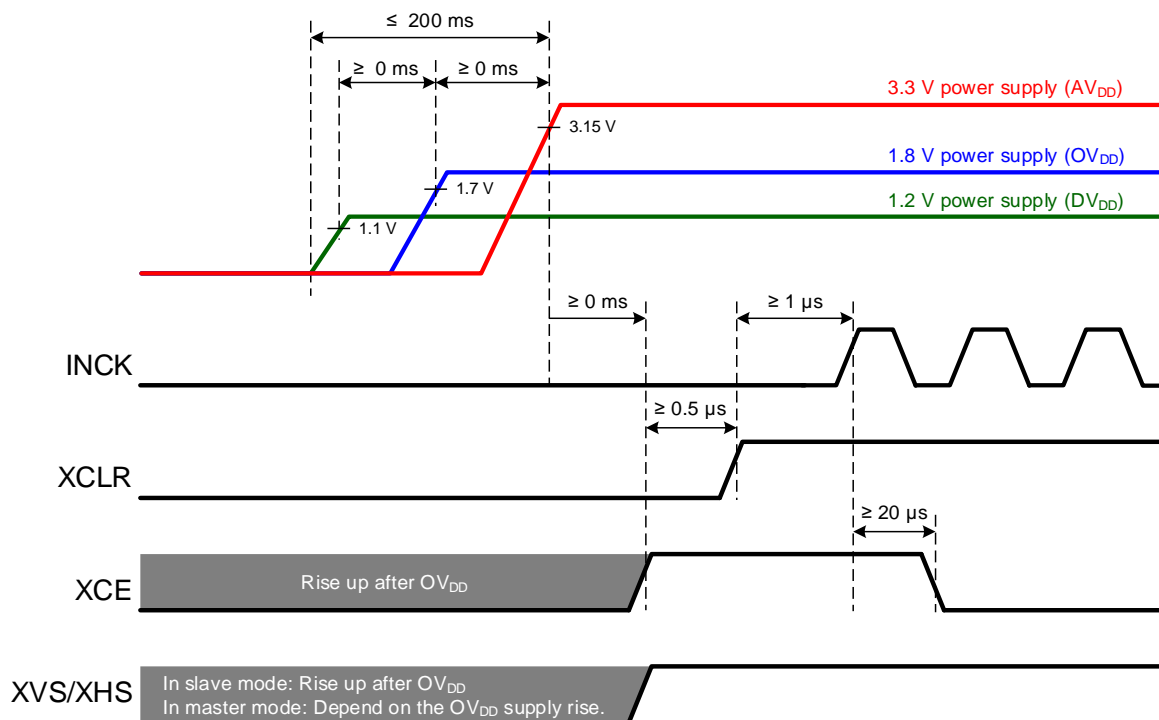 ≤ 200 ms
≥ 0 ms
≥ 0 ms
3.3 V power supply (AVDD)
3.15 V
1.8 V power supply (OVDD)
1.7 V
1.2 V power supply (DVDD)
1.1 V
≥ 0 ms
≥ 1 µs
INCK
≥ 0.5 µs
XCLR
≥ 20 µs
XCE
Rise up after OVDD
XVS/XHS
In slave mode: Rise up after OVDD
In master mode: Depend on the OVDD supply rise.